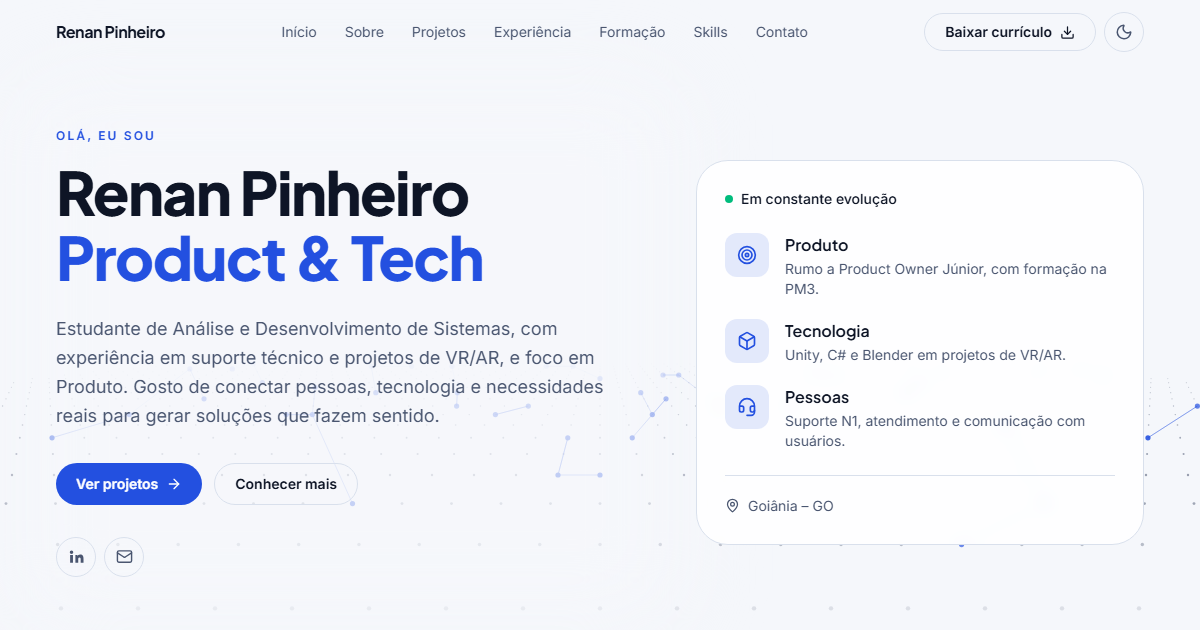 Renan Pinheiro
Início
Sobre
Projetos
Experiência
Formação
Skills
Contato
Baixar currículo
OLÁ, EU SOU
Renan Pinheiro
Product & Tech
Estudante de Análise e Desenvolvimento de Sistemas, com
experiência em suporte técnico e projetos de VR/AR, e foco em
Produto. Gosto de conectar pessoas, tecnologia e necessidades
reais para gerar soluções que fazem sentido.
Ver projetos
Conhecer mais
in
Em constante evolução
Produto
Rumo a Product Owner Júnior, com formação na
PM3.
Tecnologia
Unity, C# e Blender em projetos de VR/AR.
Pessoas
Suporte N1, atendimento e comunicação com
usuários.
Goiânia – GO